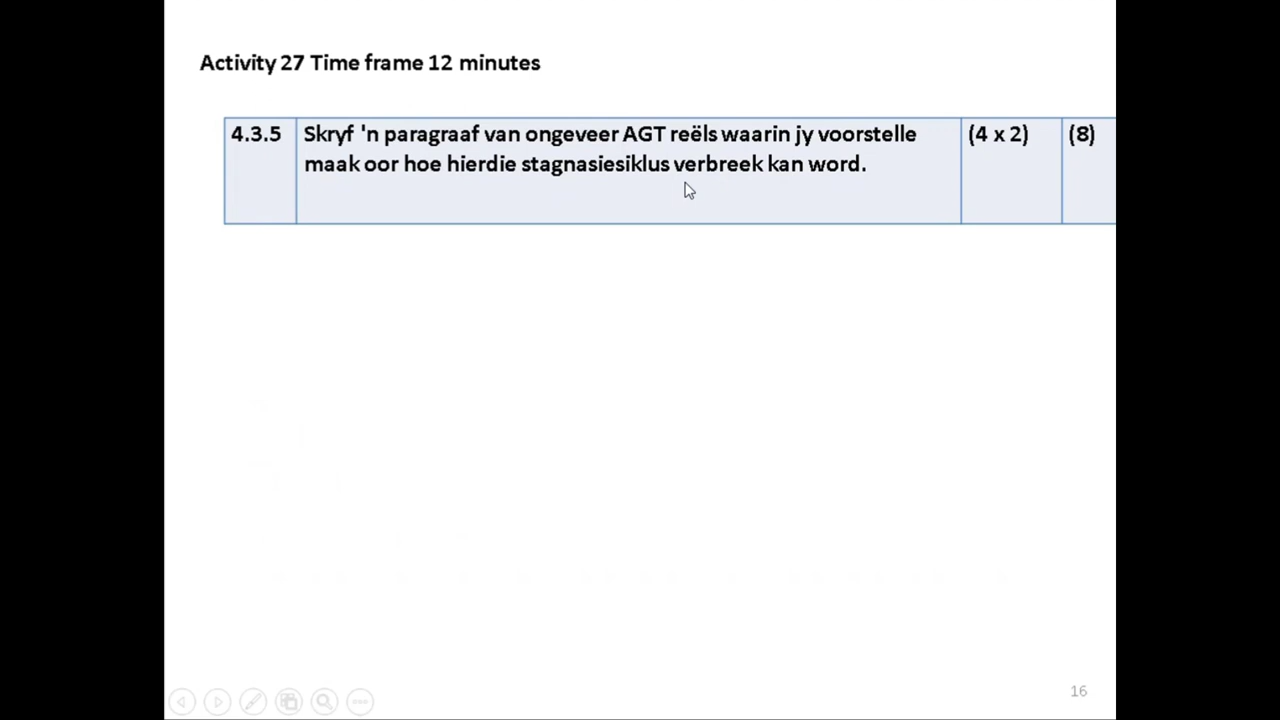 Activity 27 Time frame 12 minutes
4.3.5 Skryf 'n paragraaf van ongeveer AGT reëls waarin jy voorstelle (4 x 2) (8)
maak oor hoe hierdie stagnasiesiklus verbreek kan word.
16